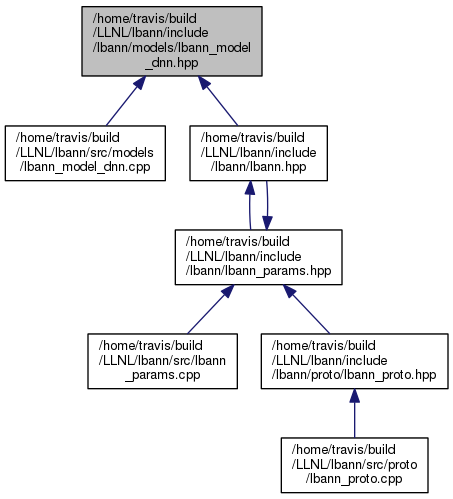 /home/travis/build
/LLNL/lbann/include
/lbann/models/lbann_model
_dnn.hpp
/home/travis/build
/LLNL/lbann/src/models
/lbann_model_dnn.cpp
/home/travis/build
/LLNL/lbann/include
/lbann/lbann.hpp
/home/travis/build
/LLNL/lbann/include
/lbann/lbann_params.hpp
/home/travis/build
/LLNL/lbann/src/lbann
_params.cpp
/home/travis/build
/LLNL/lbann/include
/lbann/proto/lbann_proto.hpp
/home/travis/build
/LLNL/lbann/src/proto
/lbann_proto.cpp